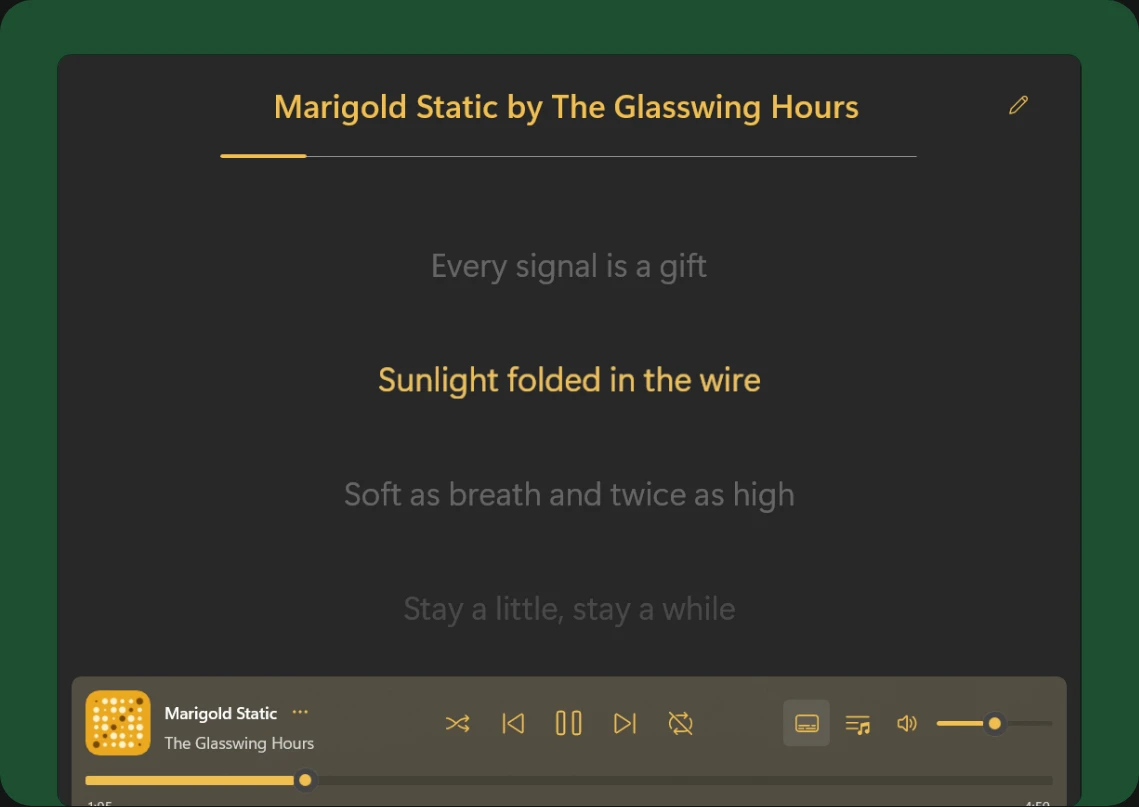 Marigold Static by The Glasswing Hours
Every signal is a gift
Sunlight folded in the wire
Soft as breath and twice as high
Stay a little, stay a while
Marigold Static
The Glasswing Hours